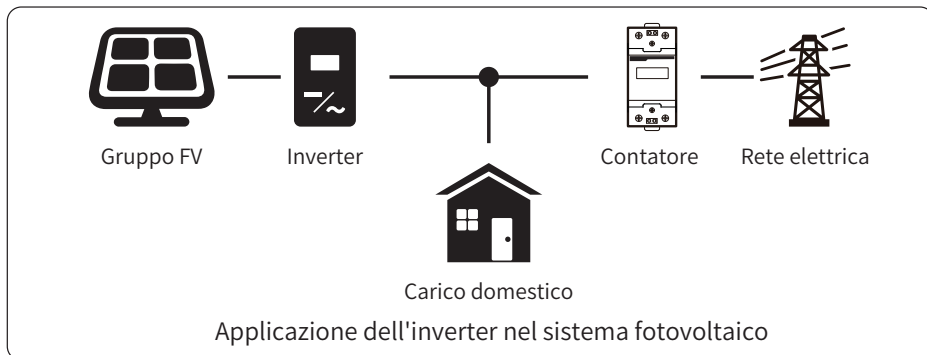 Gruppo FV
Inverter
Contatore
Rete elettrica
Carico domestico
Applicazione dell'inverter nel sistema fotovoltaico